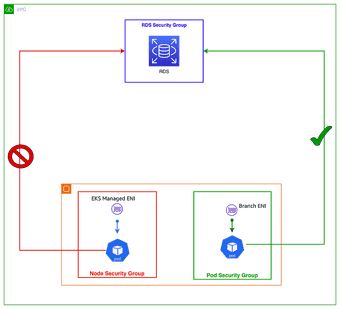 VPC
RDS Security Group
RDS
EKS Managed ENI
Branch ENI
pod
pod
Node Security Group
Pod Security Group